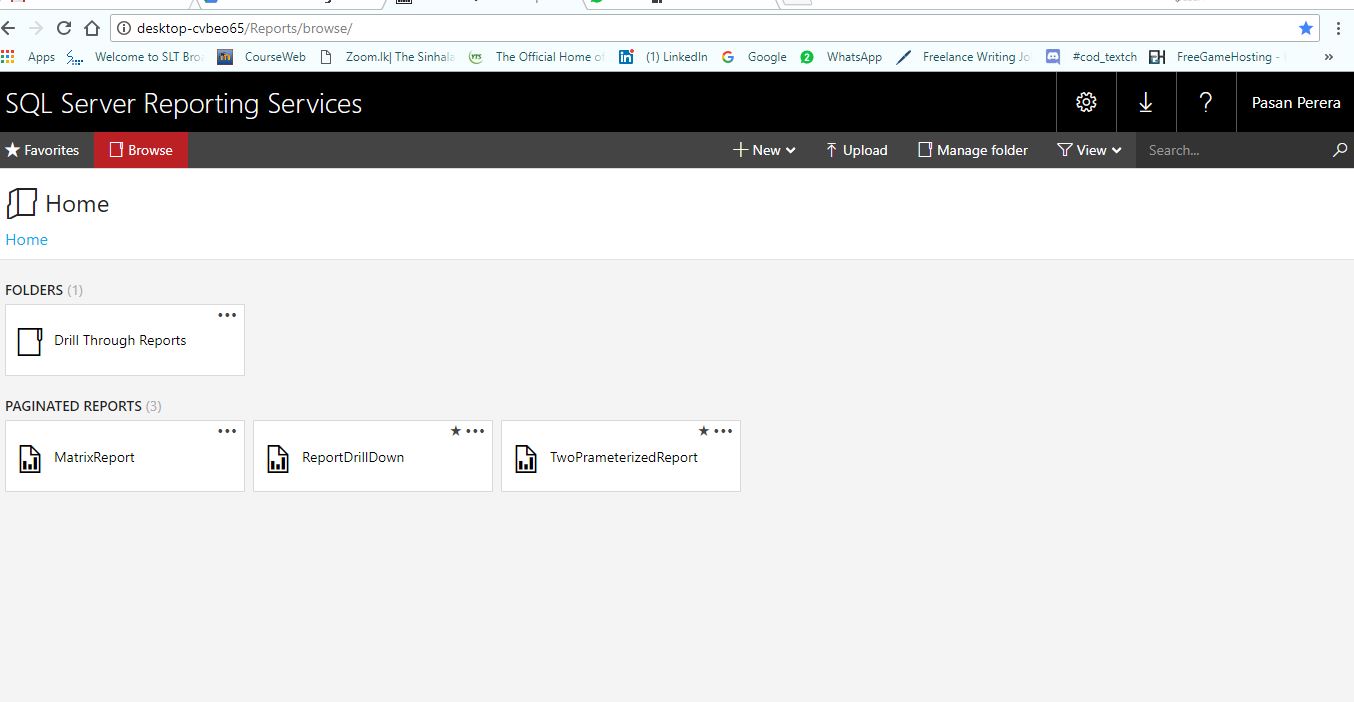 desktop-cvbeo65/Reports/browse/
Apps Welcome to SLT Bro CourseWeb Zoom.lk| The Sinhala The Official Home of (1) LinkedIn Google 2 WhatsApp Freelance Writing Jo #cod_textch FreeGameHosting - »
SQL Server Reporting Services ? Pasan Perera
Favorites Browse New Upload Manage folder View Search...
Home
Home
FOLDERS (1)
Drill Through Reports
PAGINATED REPORTS (3)
MatrixReport ReportDrillDown TwoPrameterizedReport